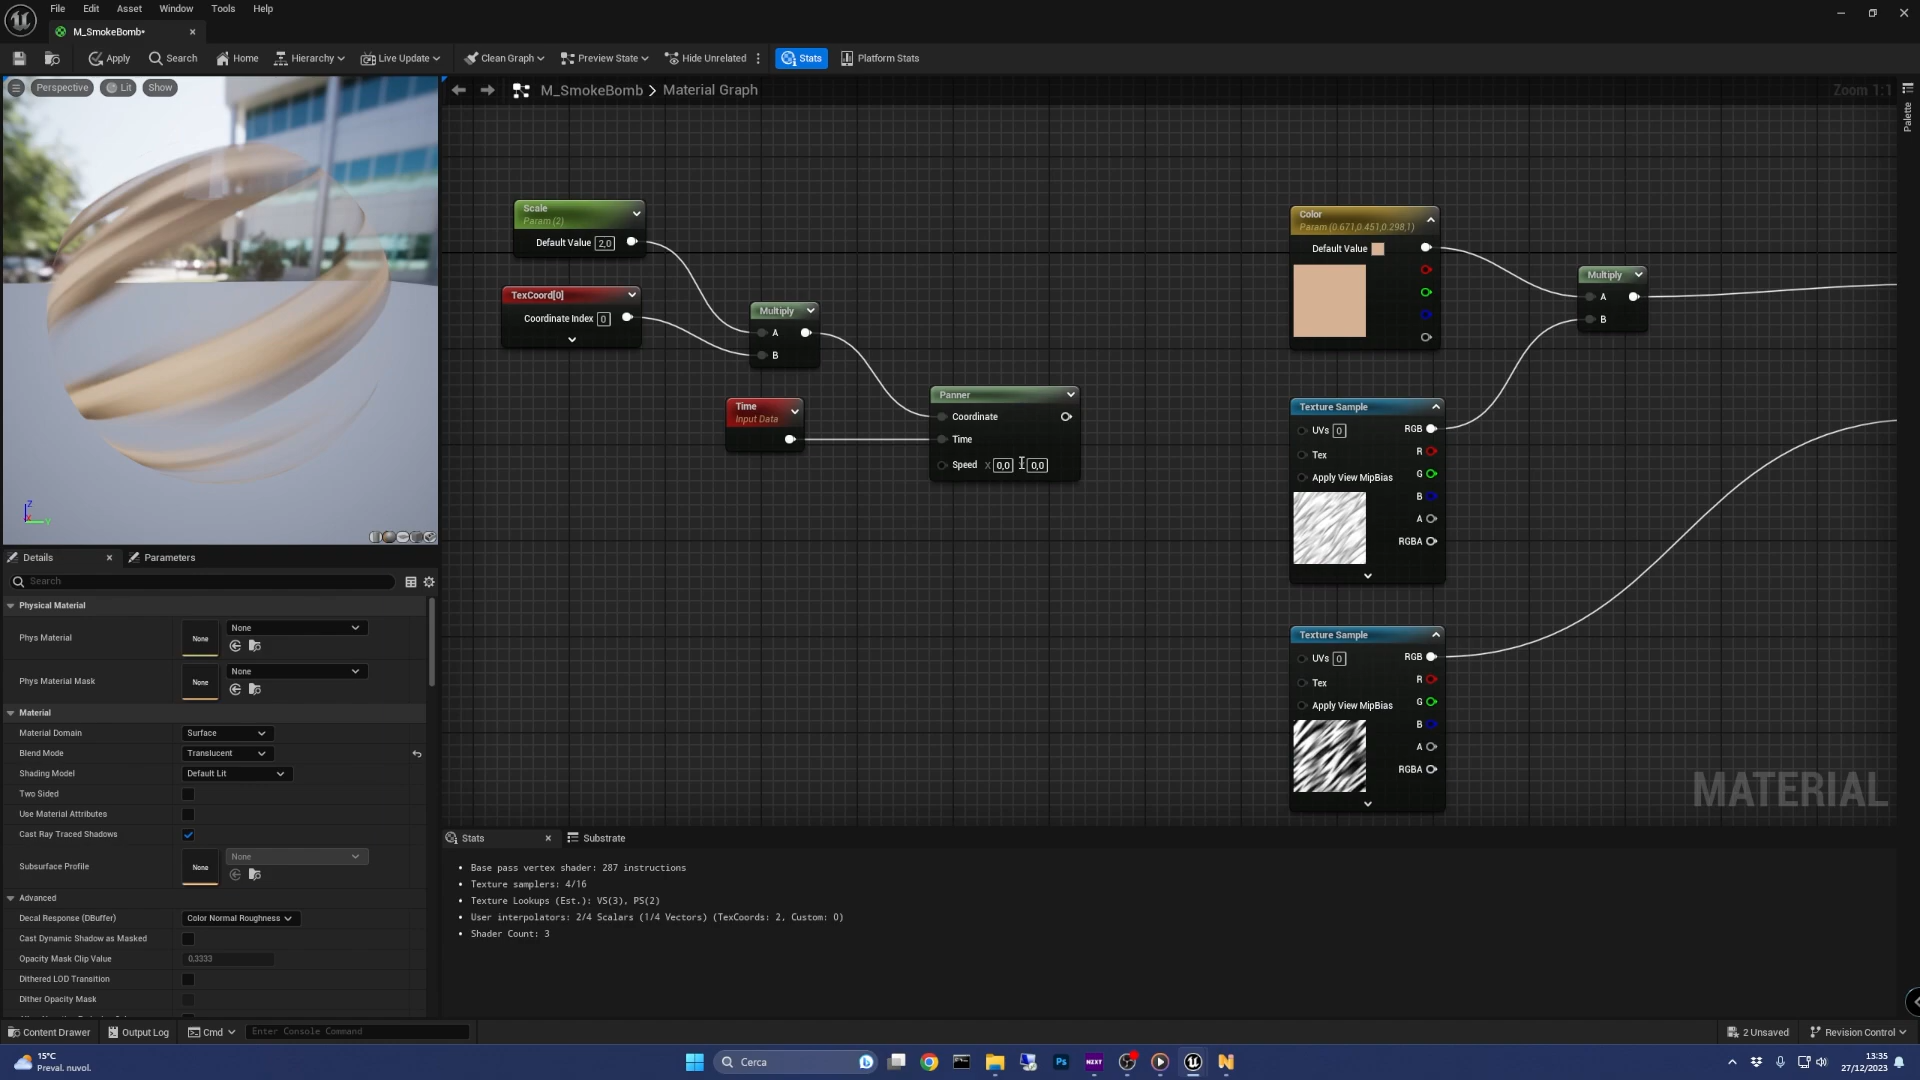 File Edit Asset Window Tools Help
M_SmokeBomb*
Apply Search Home Hierarchy Live Update Clean Graph Preview State Hide Unrelated Stats Platform Stats
Perspective Lit Show
M_SmokeBomb > Material Graph
Zoom 1:1
Palette
Scale
Param (2)
Default Value 2,0
TexCoord[0]
Coordinate Index 0
Multiply
A
B
Time
Input Data
Panner
Coordinate
Time
Speed X 0,0 0,0
Color
Param (0.671,0.451,0.298,1)
Default Value
Multiply
A
B
Texture Sample
UVs 0 RGB
Tex R
Apply View MipBias G
B
A
RGBA
Texture Sample
UVs 0 RGB
Tex R
Apply View MipBias G
B
A
RGBA
MATERIAL
Z
Y
Details Parameters
Search
Physical Material
Phys Material None None
Phys Material Mask None None
Material
Material Domain Surface
Blend Mode Translucent
Shading Model Default Lit
Two Sided
Use Material Attributes
Cast Ray Traced Shadows
Subsurface Profile None None
Advanced
Decal Response (DBuffer) Color Normal Roughness
Cast Dynamic Shadow as Masked
Opacity Mask Clip Value 0,3333
Dithered LOD Transition
Dither Opacity Mask
Stats Substrate
• Base pass vertex shader: 287 instructions
• Texture samplers: 4/16
• Texture Lookups (Est.): VS(3), PS(2)
• User interpolators: 2/4 Scalars (1/4 Vectors) (TexCoords: 2, Custom: 0)
• Shader Count: 3
Content Drawer Output Log Cmd Enter Console Command 2 Unsaved Revision Control
15°C
Preval. nuvol.
Cerca
Ps
13:35
27/12/2023